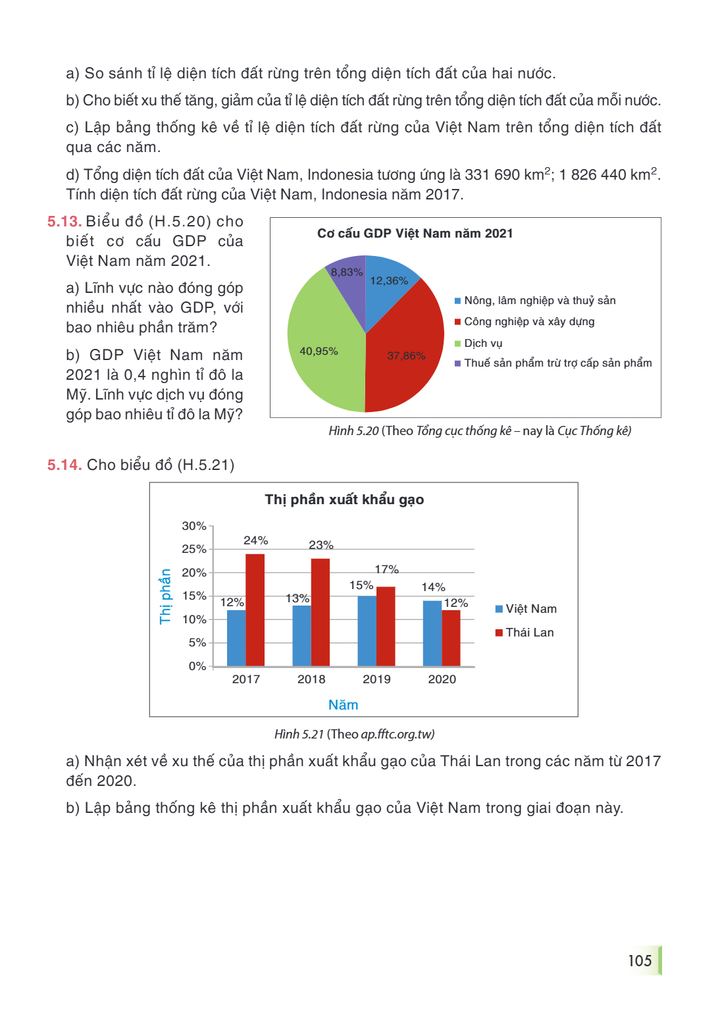 a) So sánh tỉ lệ diện tích đất rừng trên tổng diện tích đất của hai nước.
b) Cho biết xu thế tăng, giảm của tỉ lệ diện tích đất rừng trên tổng diện tích đất của mỗi nước.
c) Lập bảng thống kê về tỉ lệ diện tích đất rừng của Việt Nam trên tổng diện tích đất
qua các năm.
d) Tổng diện tích đất của Việt Nam, Indonesia tương ứng là 331 690 km²; 1 826 440 km².
Tính diện tích đất rừng của Việt Nam, Indonesia năm 2017.
5.13. Biểu đồ (H.5.20) cho
biết cơ cấu GDP của
Việt Nam năm 2021.
a) Lĩnh vực nào đóng góp
nhiều nhất vào GDP, với
bao nhiêu phần trăm?
b) GDP Việt Nam năm
2021 là 0,4 nghìn tỉ đô la
Mỹ. Lĩnh vực dịch vụ đóng
góp bao nhiêu tỉ đô la Mỹ?
Cơ cấu GDP Việt Nam năm 2021
8,83%
12,36%
40,95%
37,86%
Nông, lâm nghiệp và thuỷ sản
Công nghiệp và xây dựng
Dịch vụ
Thuế sản phẩm trừ trợ cấp sản phẩm
Hình 5.20 (Theo Tổng cục thống kê – nay là Cục Thống kê)
5.14. Cho biểu đồ (H.5.21)
Thị phần xuất khẩu gạo
Thị phần
30%
25%
20%
15%
10%
5%
0%
12%
24%
13%
23%
15%
17%
14%
12%
2017 2018 2019 2020
Năm
Việt Nam
Thái Lan
Hình 5.21 (Theo ap.fftc.org.tw)
a) Nhận xét về xu thế của thị phần xuất khẩu gạo của Thái Lan trong các năm từ 2017
đến 2020.
b) Lập bảng thống kê thị phần xuất khẩu gạo của Việt Nam trong giai đoạn này.
105